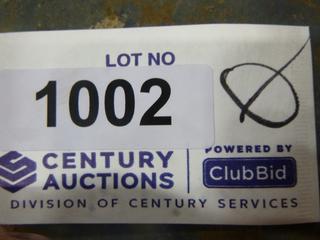 LOT NO
1002
CENTURY
AUCTIONS
POWERED BY
ClubBid
DIVISION OF CENTURY SERVICES